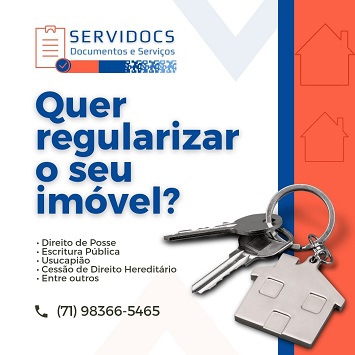 SERVIDOCS
Documentos e Serviços
Quer
regularizar
o seu
imóvel?
• Direito de Posse
• Escritura Pública
• Usucapião
• Cessão de Direito Hereditário
• Entre outros
(71) 98366-5465